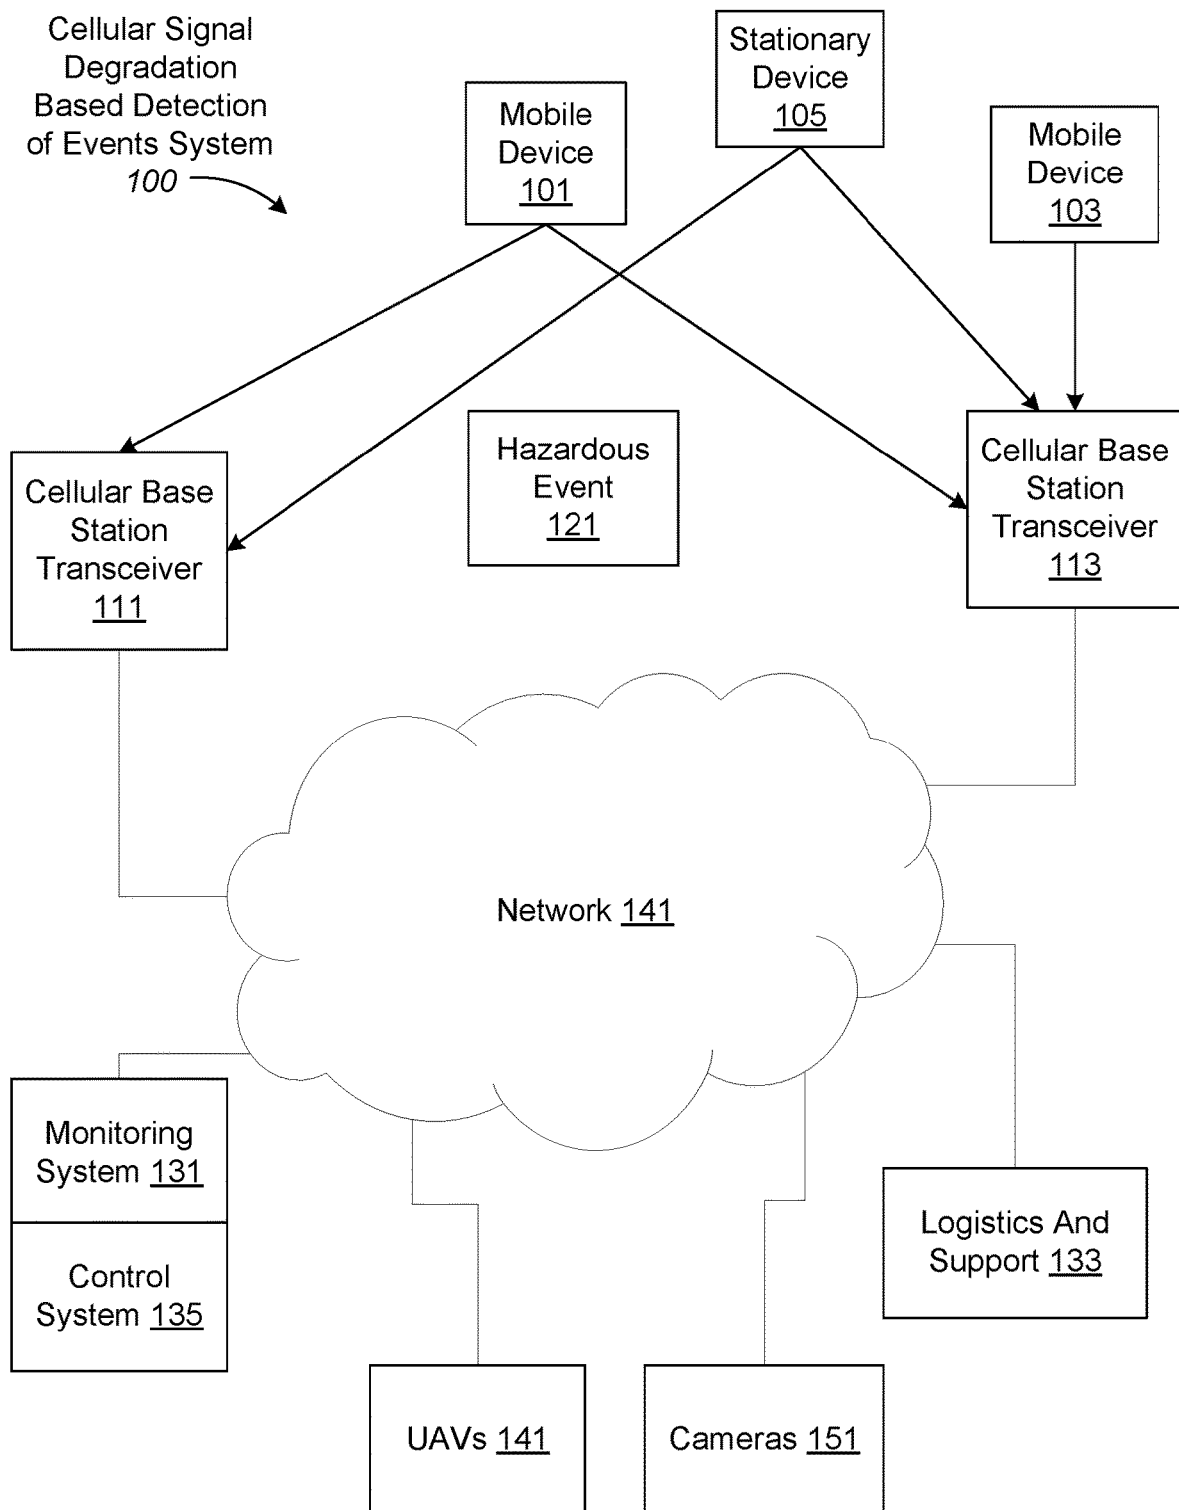 Cellular Signal
Degradation
Based Detection
of Events System
100
Stationary
Device
105
Mobile
Device
101
Mobile
Device
103
Hazardous
Event
121
Cellular Base
Station
Transceiver
113
Cellular Base
Station
Transceiver
111
Network 141
Monitoring
System 131
Control
System 135
Logistics And
Support 133
UAVs 141
Cameras 151